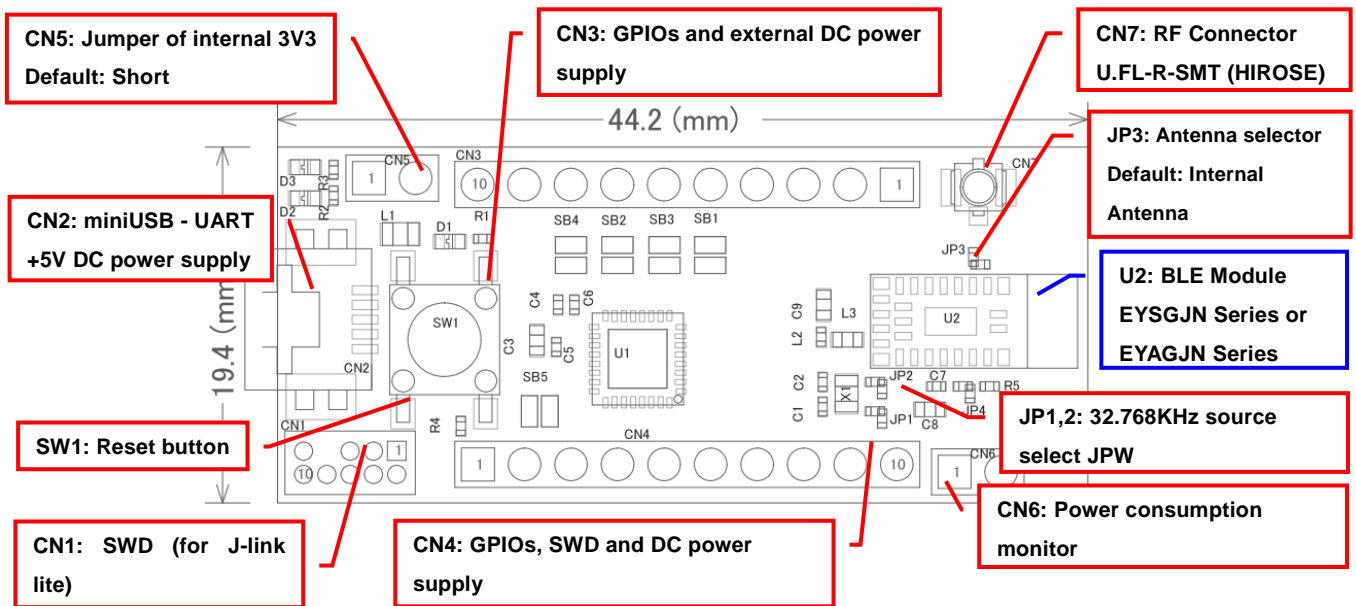 CN5: Jumper of internal 3V3
Default: Short
CN3: GPIOs and external DC power
supply
CN7: RF Connector
U.FL-R-SMT (HIROSE)
44.2 (mm)
JP3: Antenna selector
Default: Internal
Antenna
CN2: miniUSB - UART
+5V DC power supply
U2: BLE Module
EYSGJN Series or
EYAGJN Series
19.4 (mm)
D3
R3
D2
R2
1
CN5
CN3
10
1
CN7
L1
D1
R1
SB4
SB2
SB3
SB1
JP3
SW1
C4
C6
C3
C5
U1
C9
L3
L2
U2
CN2
SB5
C2
C1
X1
JP2
JP1
C7
C8
JP4
R5
CN1
1
10
R4
CN4
1
10
CN6
1
SW1: Reset button
JP1,2: 32.768KHz source
select JPW
CN1: SWD (for J-link
lite)
CN4: GPIOs, SWD and DC power
supply
CN6: Power consumption
monitor